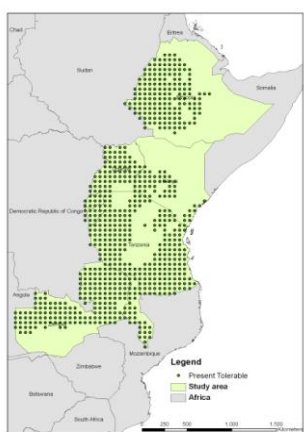 Chad
Eritrea
Sudan
Somalia
Democratic Republic of Congo
Tanzania
Angola
Zimbabwe
Mozambique
Botswana
South Africa
Legend
Present Tolerable
Study area
Africa
0 250 500 1,000 1,500